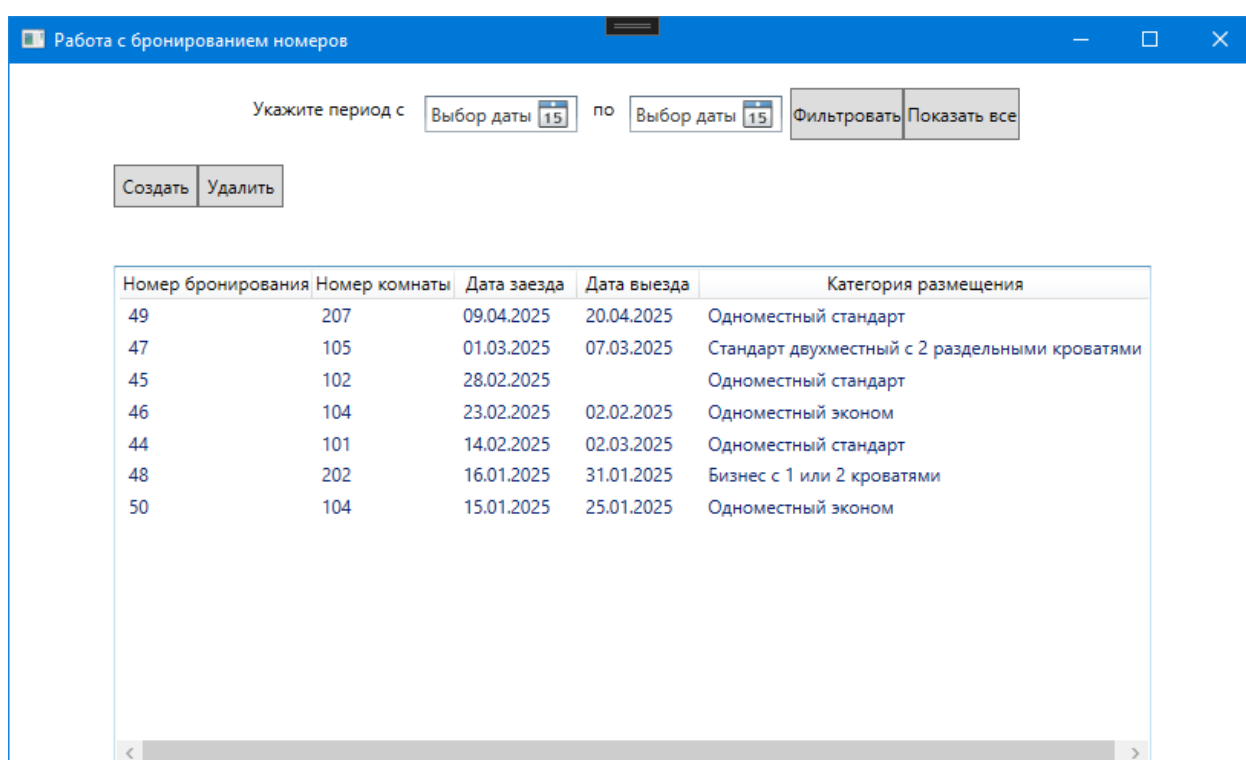 Работа с бронированием номеров
Укажите период с Выбор даты 15 по Выбор даты 15 Фильтровать Показать все
Создать Удалить
Номер бронирования Номер комнаты Дата заезда Дата выезда Категория размещения
49 207 09.04.2025 20.04.2025 Одноместный стандарт
47 105 01.03.2025 07.03.2025 Стандарт двухместный с 2 раздельными кроватями
45 102 28.02.2025 Одноместный стандарт
46 104 23.02.2025 02.02.2025 Одноместный эконом
44 101 14.02.2025 02.03.2025 Одноместный стандарт
48 202 16.01.2025 31.01.2025 Бизнес с 1 или 2 кроватями
50 104 15.01.2025 25.01.2025 Одноместный эконом